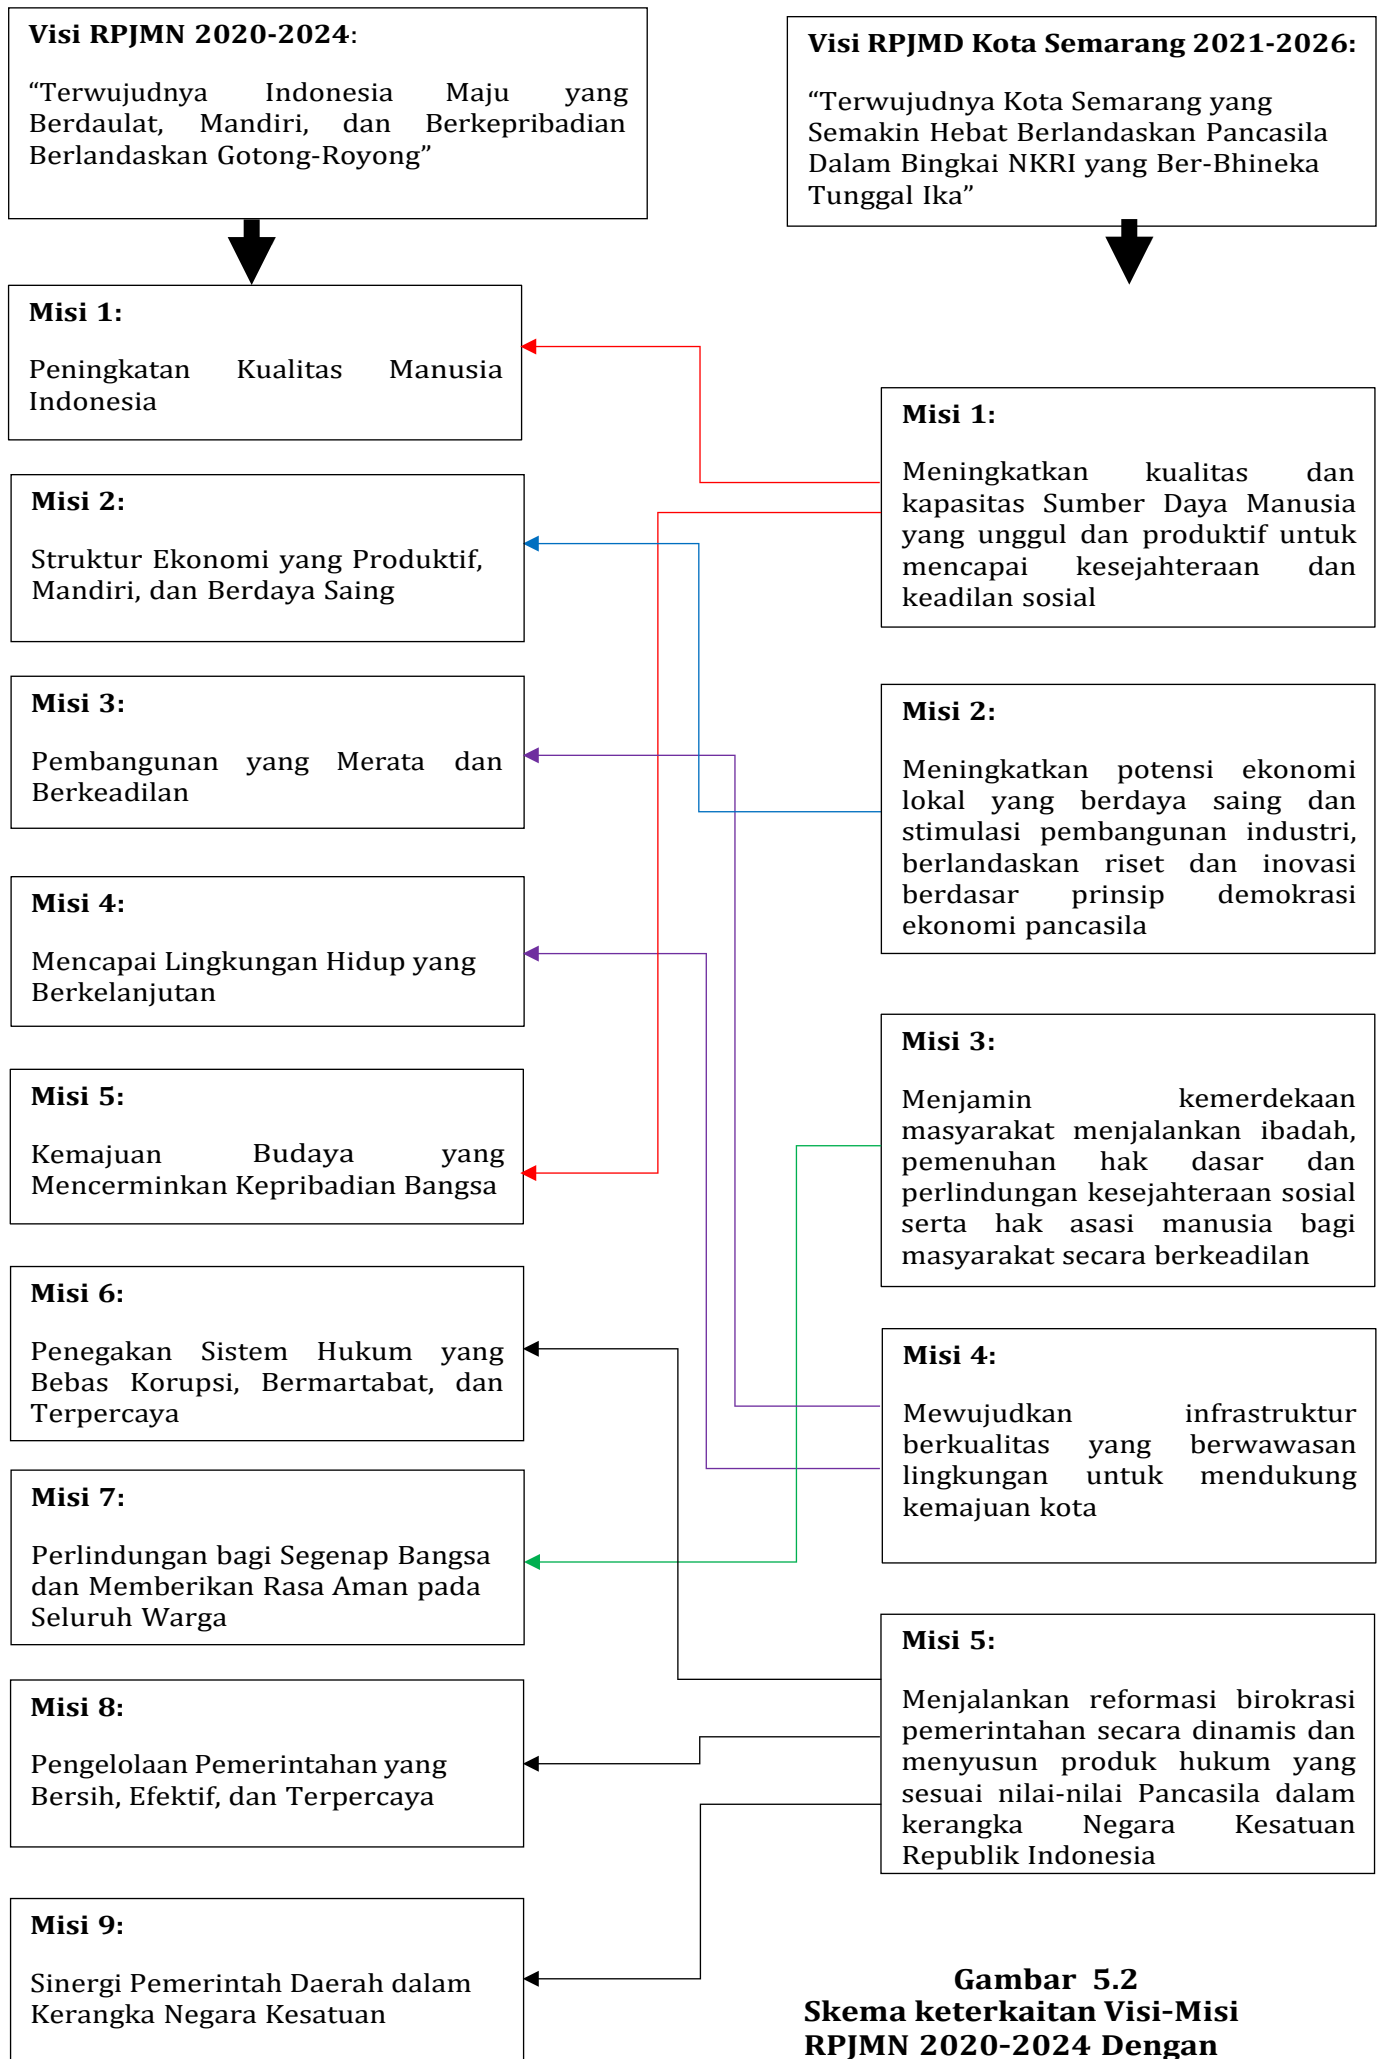 Visi RPJMN 2020-2024:
“Terwujudnya Indonesia Maju yang
Berdaulat, Mandiri, dan Berkepribadian
Berlandaskan Gotong-Royong”
Misi 1:
Peningkatan Kualitas Manusia
Indonesia
Misi 2:
Struktur Ekonomi yang Produktif,
Mandiri, dan Berdaya Saing
Misi 3:
Pembangunan yang Merata dan
Berkeadilan
Misi 4:
Mencapai Lingkungan Hidup yang
Berkelanjutan
Misi 5:
Kemajuan Budaya yang
Mencerminkan Kepribadian Bangsa
Misi 6:
Penegakan Sistem Hukum yang
Bebas Korupsi, Bermartabat, dan
Terpercaya
Misi 7:
Perlindungan bagi Segenap Bangsa
dan Memberikan Rasa Aman pada
Seluruh Warga
Misi 8:
Pengelolaan Pemerintahan yang
Bersih, Efektif, dan Terpercaya
Misi 9:
Sinergi Pemerintah Daerah dalam
Kerangka Negara Kesatuan
Visi RPJMD Kota Semarang 2021-2026:
“Terwujudnya Kota Semarang yang
Semakin Hebat Berlandaskan Pancasila
Dalam Bingkai NKRI yang Ber-Bhineka
Tunggal Ika”
Misi 1:
Meningkatkan kualitas dan
kapasitas Sumber Daya Manusia
yang unggul dan produktif untuk
mencapai kesejahteraan dan
keadilan sosial
Misi 2:
Meningkatkan potensi ekonomi
lokal yang berdaya saing dan
stimulasi pembangunan industri,
berlandaskan riset dan inovasi
berdasar prinsip demokrasi
ekonomi pancasila
Misi 3:
Menjamin kemerdekaan
masyarakat menjalankan ibadah,
pemenuhan hak dasar dan
perlindungan kesejahteraan sosial
serta hak asasi manusia bagi
masyarakat secara berkeadilan
Misi 4:
Mewujudkan infrastruktur
berkualitas yang berwawasan
lingkungan untuk mendukung
kemajuan kota
Misi 5:
Menjalankan reformasi birokrasi
pemerintahan secara dinamis dan
menyusun produk hukum yang
sesuai nilai-nilai Pancasila dalam
kerangka Negara Kesatuan
Republik Indonesia
Gambar 5.2
Skema keterkaitan Visi-Misi
RPJMN 2020-2024 Dengan